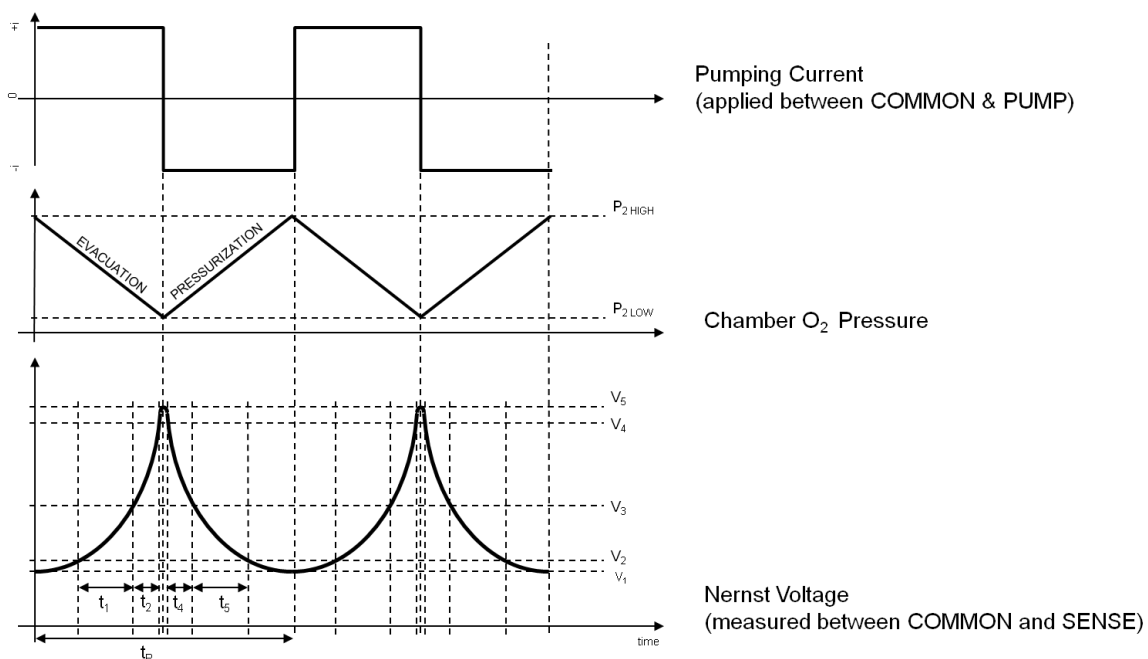 +i
0
-i
Pumping Current
(applied between COMMON & PUMP)
EVACUATION
PRESSURIZATION
P2 HIGH
P2 LOW
Chamber O2 Pressure
V5
V4
V3
V2
V1
t1
t2
t4
t5
tP
time
Nernst Voltage
(measured between COMMON and SENSE)